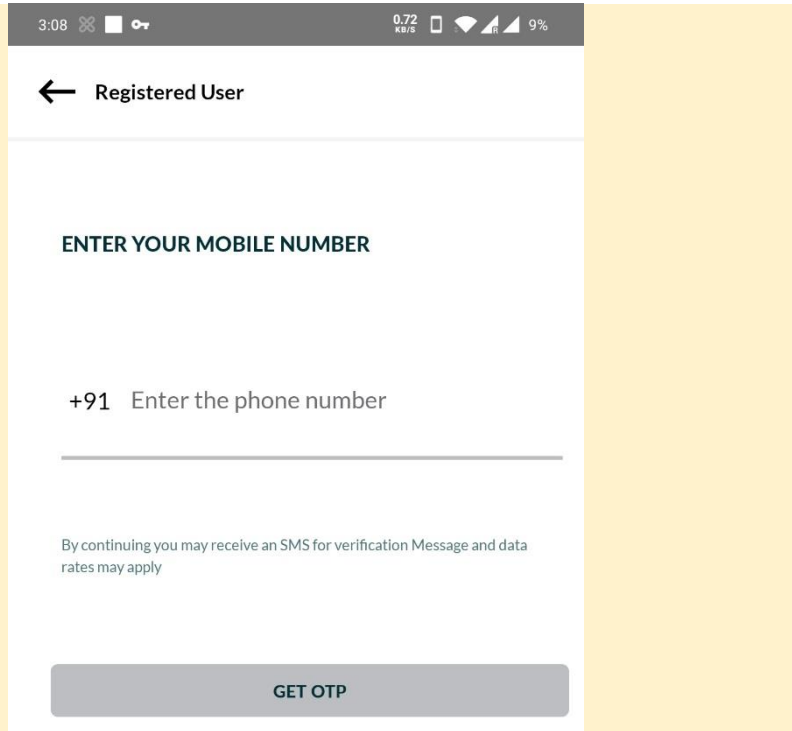 3:08 0.72 KB/S 9%
Registered User
ENTER YOUR MOBILE NUMBER
+91 Enter the phone number
By continuing you may receive an SMS for verification Message and data
rates may apply
GET OTP